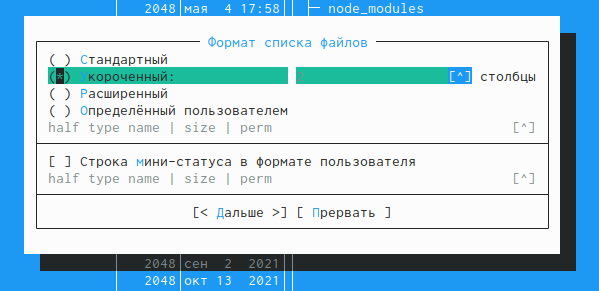 2048 мая 4 17:58 node_modules
Формат списка файлов
( ) Стандартный
(*) Укороченный: 2 [^] столбцы
( ) Расширенный
( ) Определённый пользователем
half type name | size | perm [^]
[ ] Строка мини-статуса в формате пользователя
half type name | size | perm [^]
[< Дальше >] [ Прервать ]
2048 сен 2 2021
2048 окт 13 2021